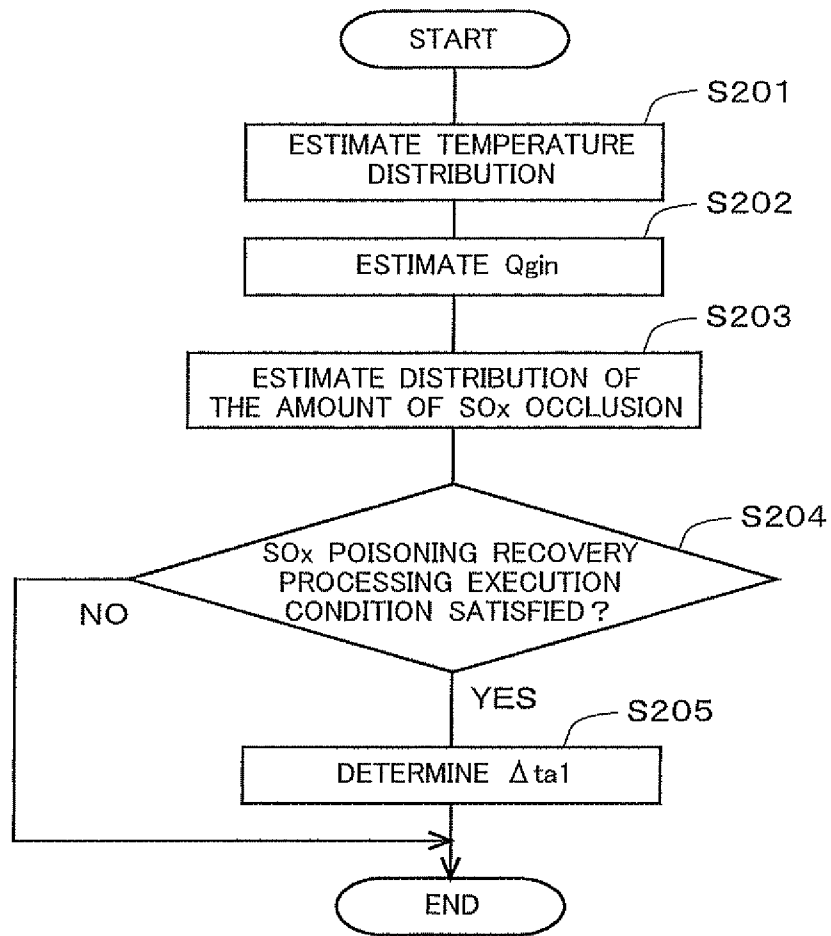 START
S201
ESTIMATE TEMPERATURE
DISTRIBUTION
S202
ESTIMATE Qgin
S203
ESTIMATE DISTRIBUTION OF
THE AMOUNT OF SOx OCCLUSION
S204
SOx POISONING RECOVERY
PROCESSING EXECUTION
CONDITION SATISFIED?
NO
YES
S205
DETERMINE Δta1
END